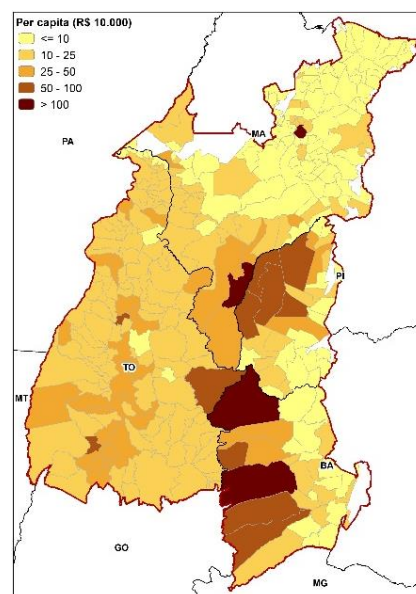 Per capita (R$ 10.000)
<= 10
10 - 25
25 - 50
50 - 100
> 100
PA
MA
PI
TO
MT
BA
GO
MG